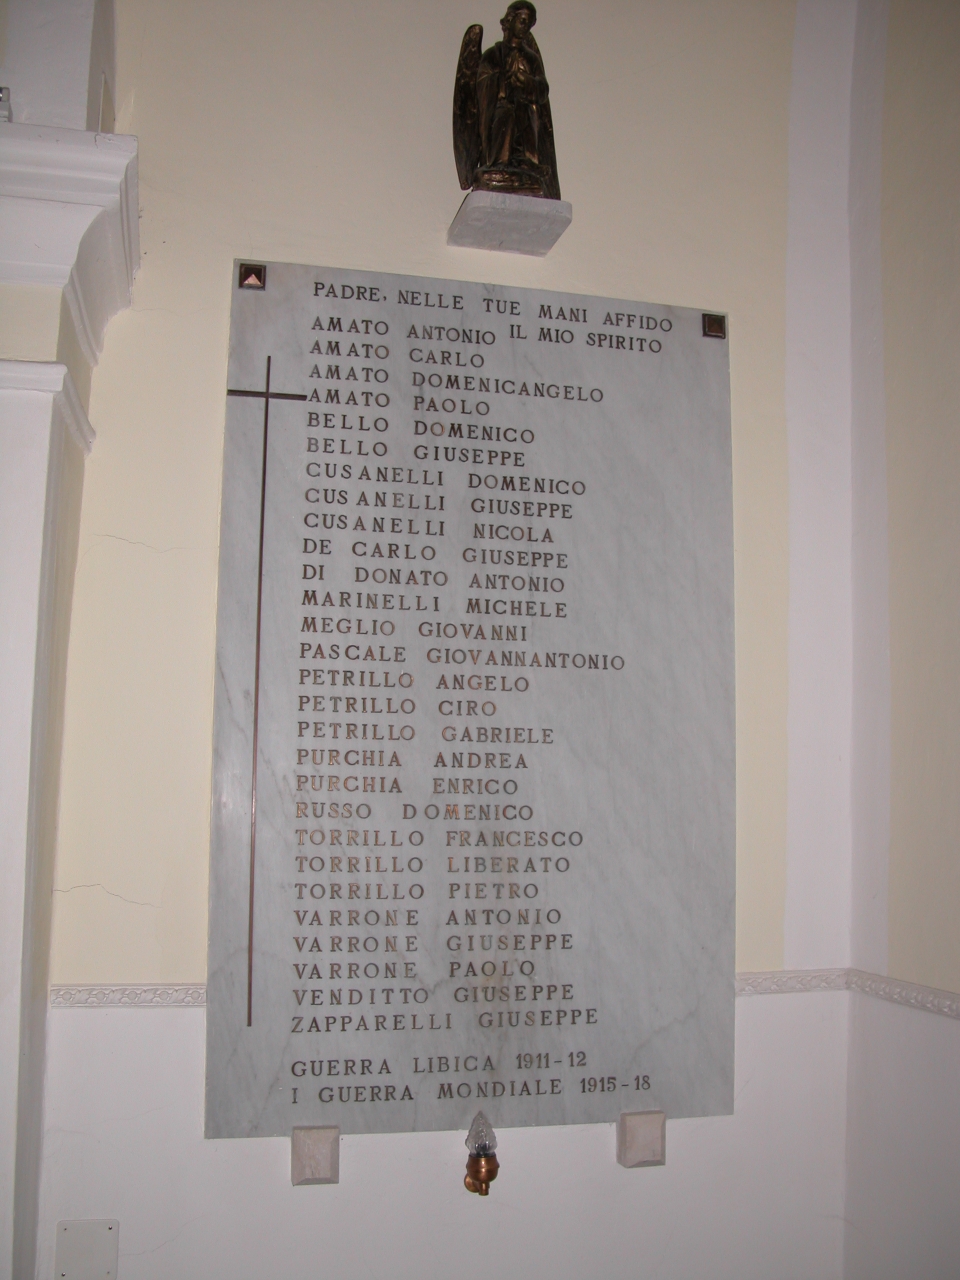 PADRE, NELLE TUE MANI AFFIDO
IL MIO SPIRITO
AMATO ANTONIO
AMATO CARLO
AMATO DOMENICANGELO
AMATO PAOLO
BELLO DOMENICO
BELLO GIUSEPPE
CUSANELLI DOMENICO
CUSANELLI GIUSEPPE
CUSANELLI NICOLA
DE CARLO GIUSEPPE
DI DONATO ANTONIO
MARINELLI MICHELE
MEGLIO GIOVANNI
PASCALE GIOVANNANTONIO
PETRILLO ANGELO
PETRILLO CIRO
PETRILLO GABRIELE
PURCHIA ANDREA
PURCHIA ENRICO
RUSSO DOMENICO
TORRILLO FRANCESCO
TORRILLO LIBERATO
TORRILLO PIETRO
VARRONE ANTONIO
VARRONE GIUSEPPE
VARRONE PAOLO
VENDITTO GIUSEPPE
ZAPPARELLI GIUSEPPE
GUERRA LIBICA 1911-12
I GUERRA MONDIALE 1915-18